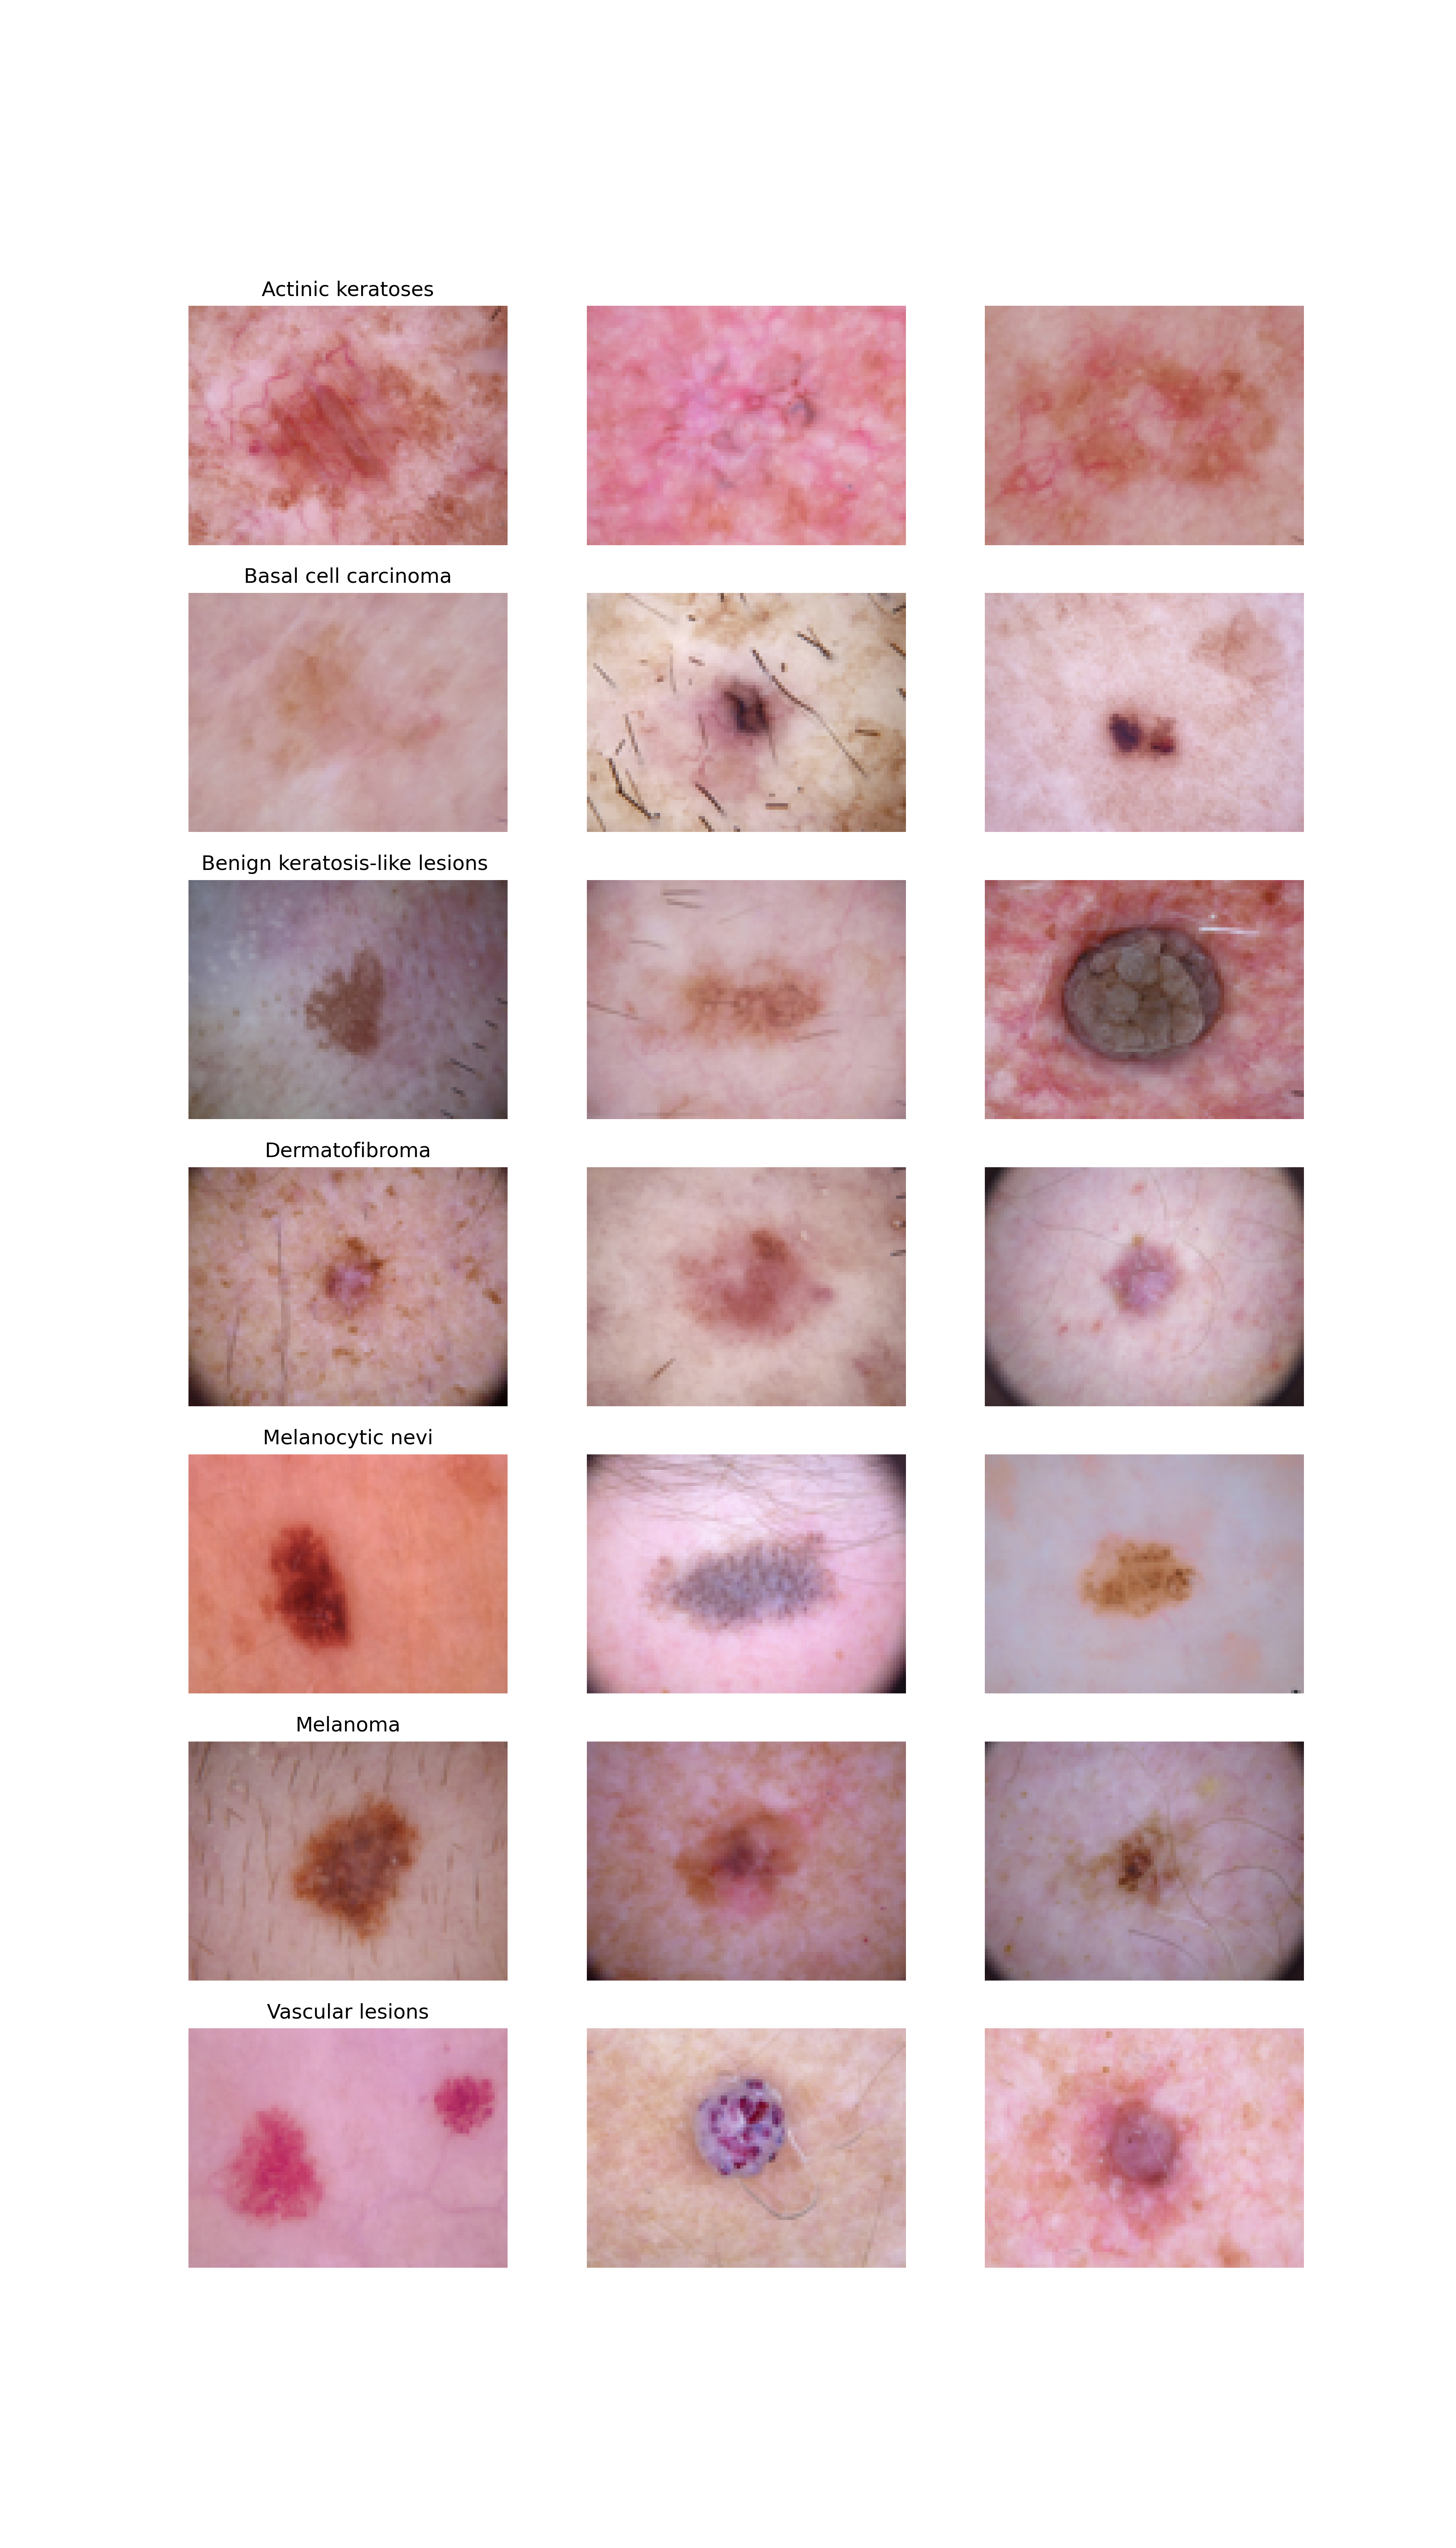 Actinic keratoses
Basal cell carcinoma
Benign keratosis-like lesions
Dermatofibroma
Melanocytic nevi
Melanoma
Vascular lesions